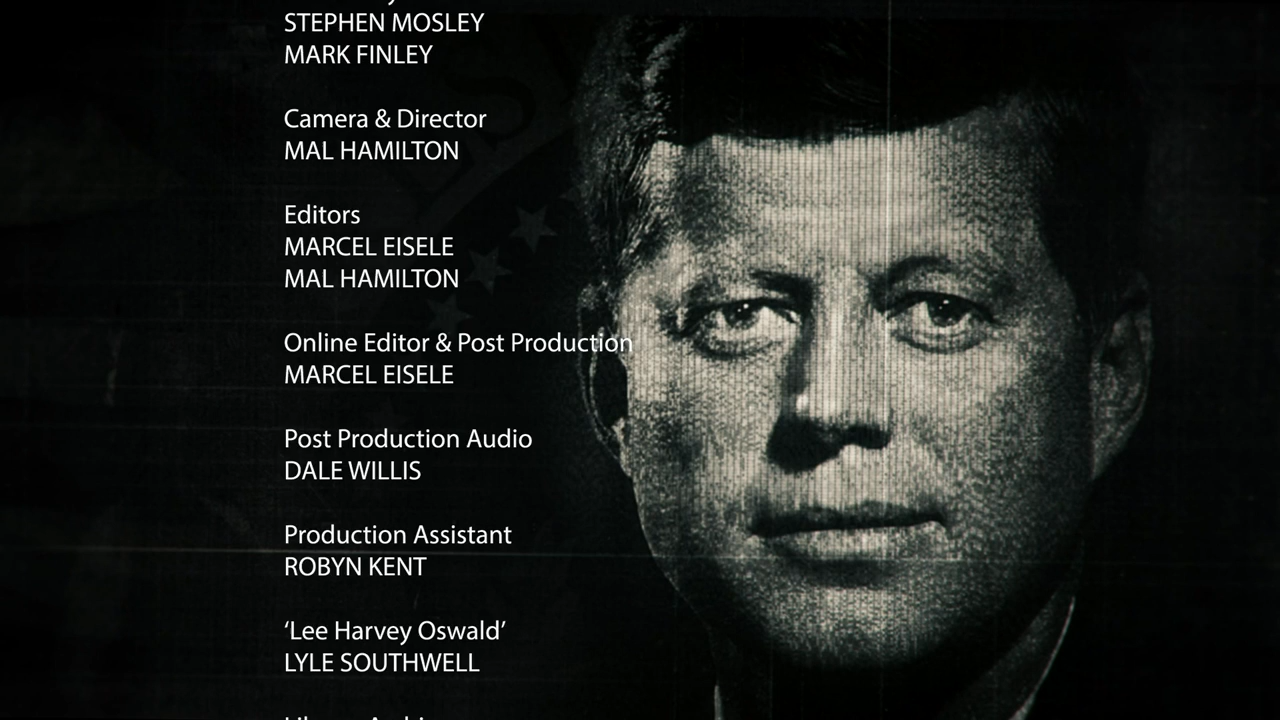 STEPHEN MOSLEY
MARK FINLEY
Camera & Director
MAL HAMILTON
Editors
MARCEL EISELE
MAL HAMILTON
Online Editor & Post Production
MARCEL EISELE
Post Production Audio
DALE WILLIS
Production Assistant
ROBYN KENT
‘Lee Harvey Oswald’
LYLE SOUTHWELL